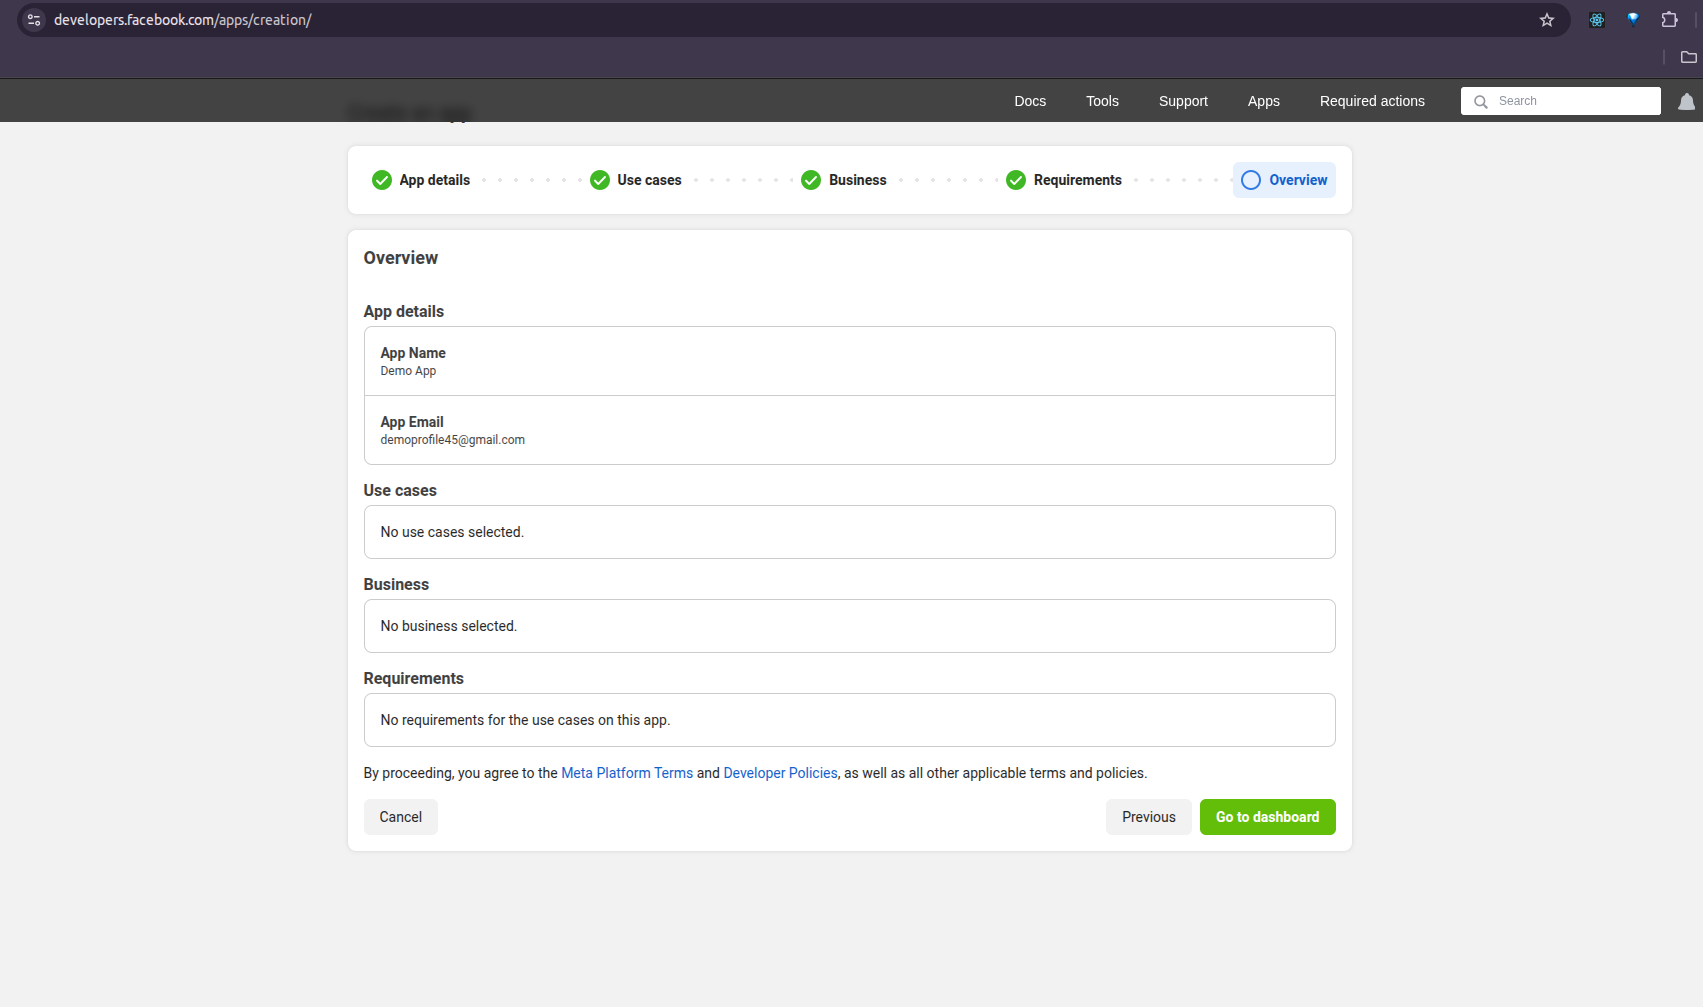 developers.facebook.com/apps/creation/
Docs Tools Support Apps Required actions Search
App details Use cases Business Requirements Overview
Overview
App details
App Name
Demo App
App Email
demoprofile45@gmail.com
Use cases
No use cases selected.
Business
No business selected.
Requirements
No requirements for the use cases on this app.
By proceeding, you agree to the Meta Platform Terms and Developer Policies, as well as all other applicable terms and policies.
Cancel Previous Go to dashboard